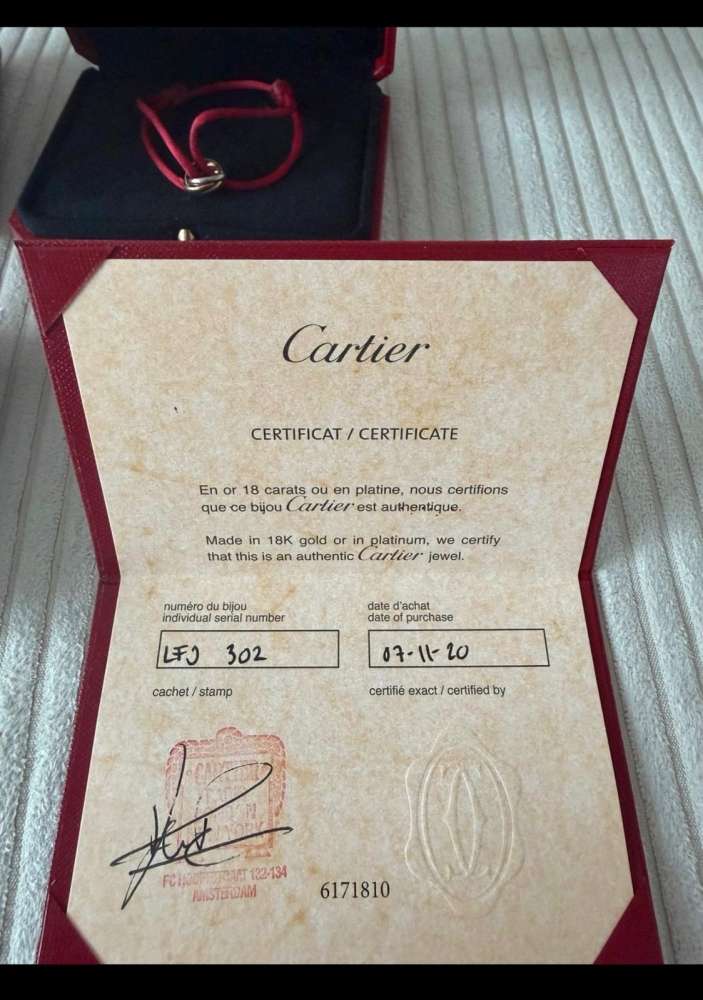 Cartier
CERTIFICAT / CERTIFICATE
En or 18 carats ou en platine, nous certifions
que ce bijou Cartier est authentique.
Made in 18K gold or in platinum, we certify
that this is an authentic Cartier jewel.
numéro du bijou
individual serial number
date d'achat
date of purchase
LFJ 302
07-11-20
cachet / stamp
certifié exact / certified by
132-134
AMSTERDAM
6171810